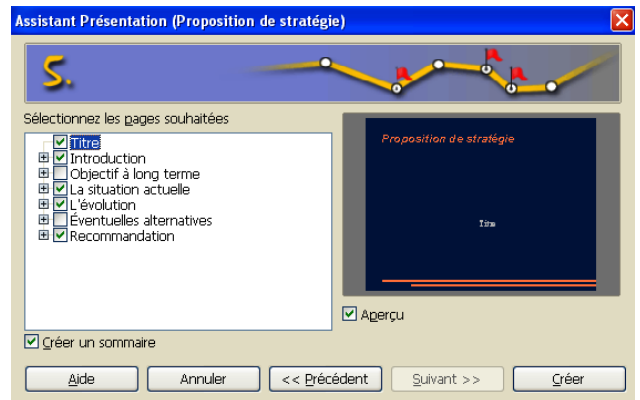 Assistant Présentation (Proposition de stratégie)
5.
Sélectionnez les pages souhaitées
Titre
Introduction
Objectif à long terme
La situation actuelle
L'évolution
Éventuelles alternatives
Recommandation
Proposition de stratégie
Titre
Aperçu
Créer un sommaire
Aide
Annuler
<< Précédent
Suivant >>
Créer